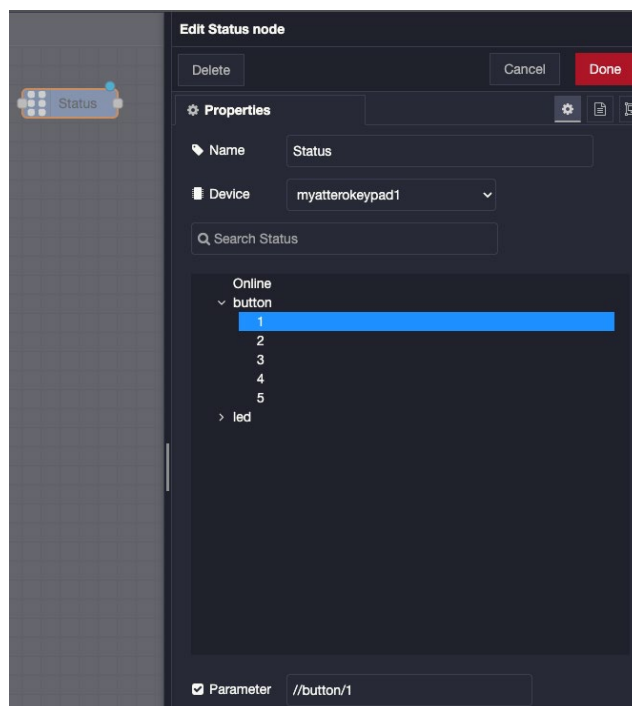 Edit Status node
Delete
Cancel
Done
Properties
Status
Name
Status
Device
myatterokeypad1
Search Status
Online
button
1
2
3
4
5
led
Parameter
//button/1